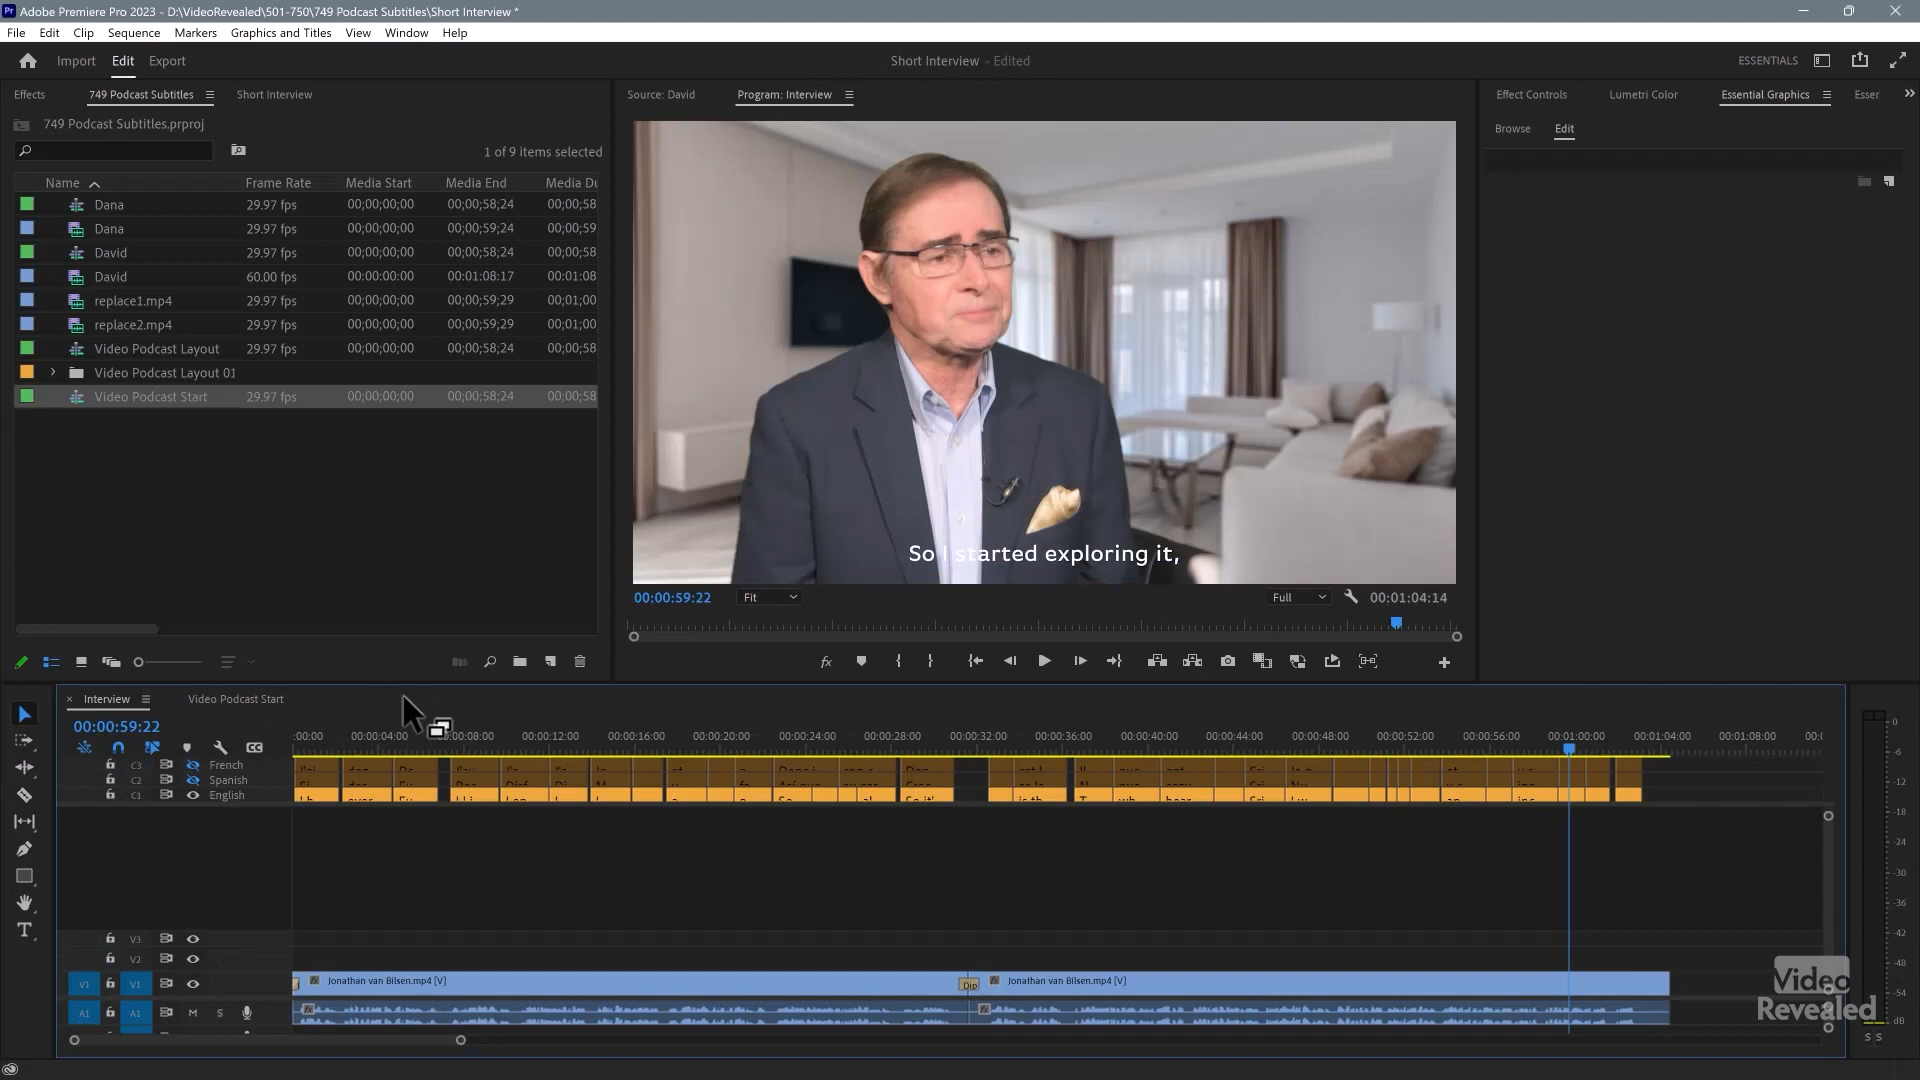 Adobe Premiere Pro 2023 - D:\VideoRevealed\501-750\749 Podcast Subtitles\Short Interview *
File Edit Clip Sequence Markers Graphics and Titles View Window Help
Import Edit Export
Short Interview - Edited
ESSENTIALS
Effects 749 Podcast Subtitles Short Interview
749 Podcast Subtitles.prproj
1 of 9 items selected
Name Frame Rate Media Start Media End Media Du
Dana 29.97 fps 00;00;00;00 00;00;58;24 00;00;58
Dana 29.97 fps 00;00;00;00 00;00;59;24 00;00;59
David 29.97 fps 00;00;00;00 00;00;58;24 00;00;58
David 60.00 fps 00:00:00:00 00:01:08:17 00:01:08
replace1.mp4 29.97 fps 00;00;00;00 00;00;59;29 00;01;00
replace2.mp4 29.97 fps 00;00;00;00 00;00;59;29 00;01;00
Video Podcast Layout 29.97 fps 00;00;00;00 00;00;58;24 00;00;58
Video Podcast Layout 01
Video Podcast Start 29.97 fps 00;00;00;00 00;00;58;24 00;00;58
Source: David Program: Interview
So I started exploring it,
00:00:59:22 Fit Full 00:01:04:14
Effect Controls Lumetri Color Essential Graphics Esser
Browse Edit
Interview Video Podcast Start
00:00:59:22
:00:00 00:00:04:00 00:00:08:00 00:00:12:00 00:00:16:00 00:00:20:00 00:00:24:00 00:00:28:00 00:00:32:00 00:00:36:00 00:00:40:00 00:00:44:00 00:00:48:00 00:00:52:00 00:00:56:00 00:01:00:00 00:01:04:00 00:01:08:00
C3 French
C2 Spanish
C1 English
V3
V2
V1 V1 Jonathan van Bilsen.mp4 [V] Dip Jonathan van Bilsen.mp4 [V]
A1 A1 M S
0
-6
-12
-18
-24
-30
-36
-42
-48
-54
dB
S S
Video
Revealed